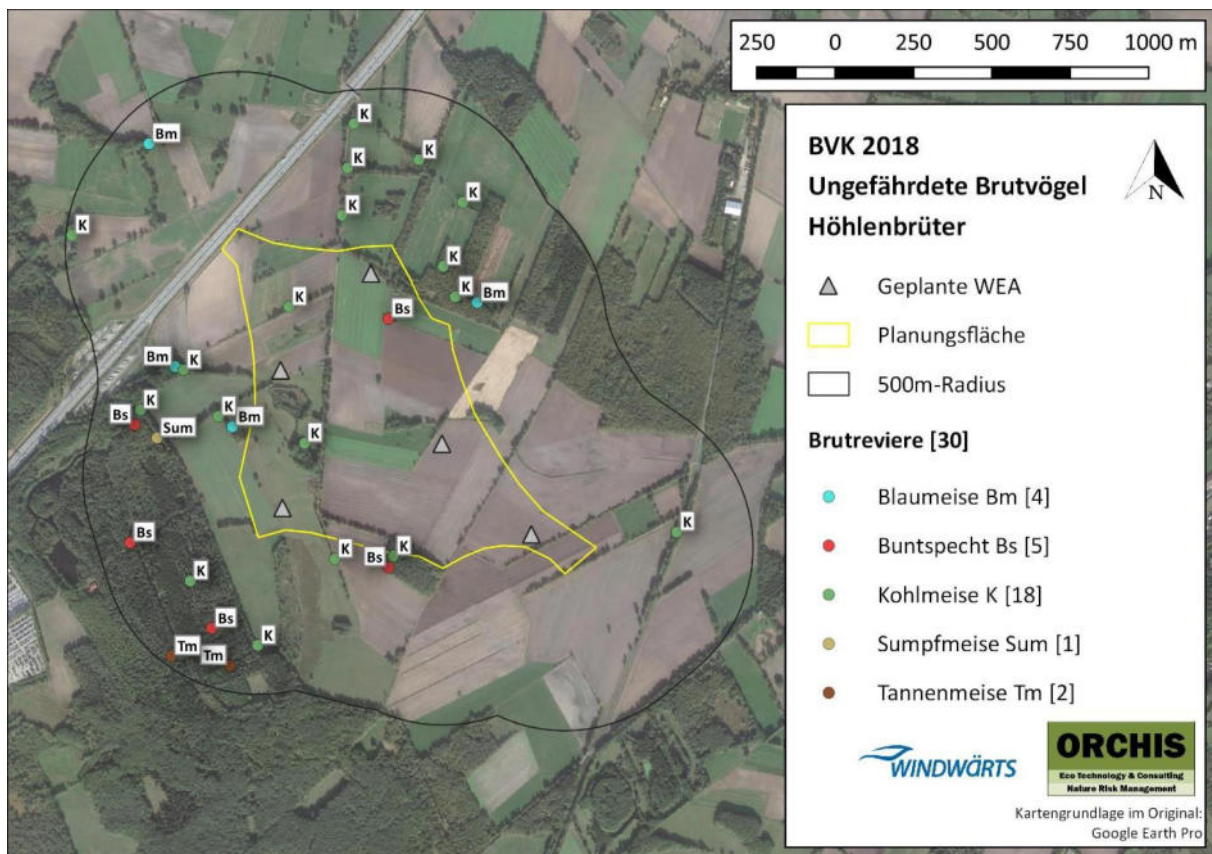 250 0 250 500 750 1000 m
BVK 2018
Ungefährdete Brutvögel
Höhlenbrüter
N
Geplante WEA
Planungsfläche
500m-Radius
Brutreviere [30]
Blaumeise Bm [4]
Buntspecht Bs [5]
Kohlmeise K [18]
Sumpfmeise Sum [1]
Tannenmeise Tm [2]
WINDWÄRTS
ORCHIS
Eco Technology & Consulting
Nature Risk Management
Kartengrundlage im Original:
Google Earth Pro
K
Bm
K
K
K
K
K
K
Bs
K
Bm
Bm
K
K
K
Bm
Bs
Sum
K
K
Bs
K
K
Bs
K
Bs
K
Tm
Tm